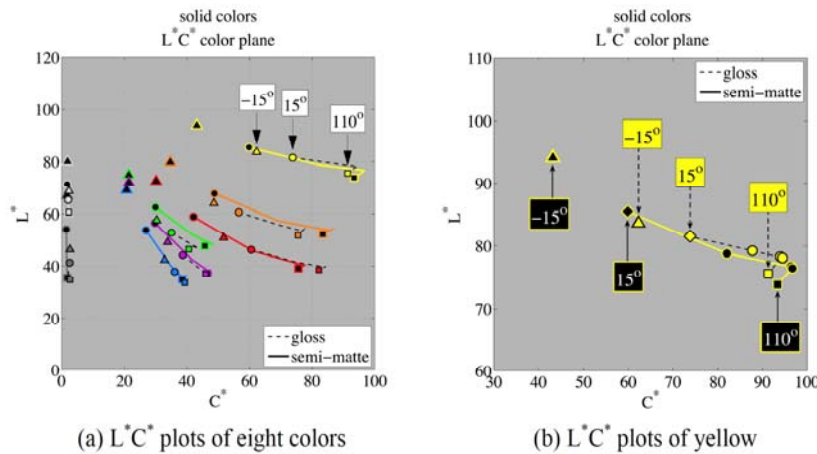 solid colors
L*C* color plane
120
100
80
60
40
20
0
L*
0
20
40
60
80
100
C*
−15°
15°
110°
gloss
semi-matte
(a) L*C* plots of eight colors
solid colors
L*C* color plane
110
100
90
80
70
60
L*
30
40
50
60
70
80
90
100
C*
gloss
semi-matte
−15°
15°
110°
−15°
15°
110°
(b) L*C* plots of yellow